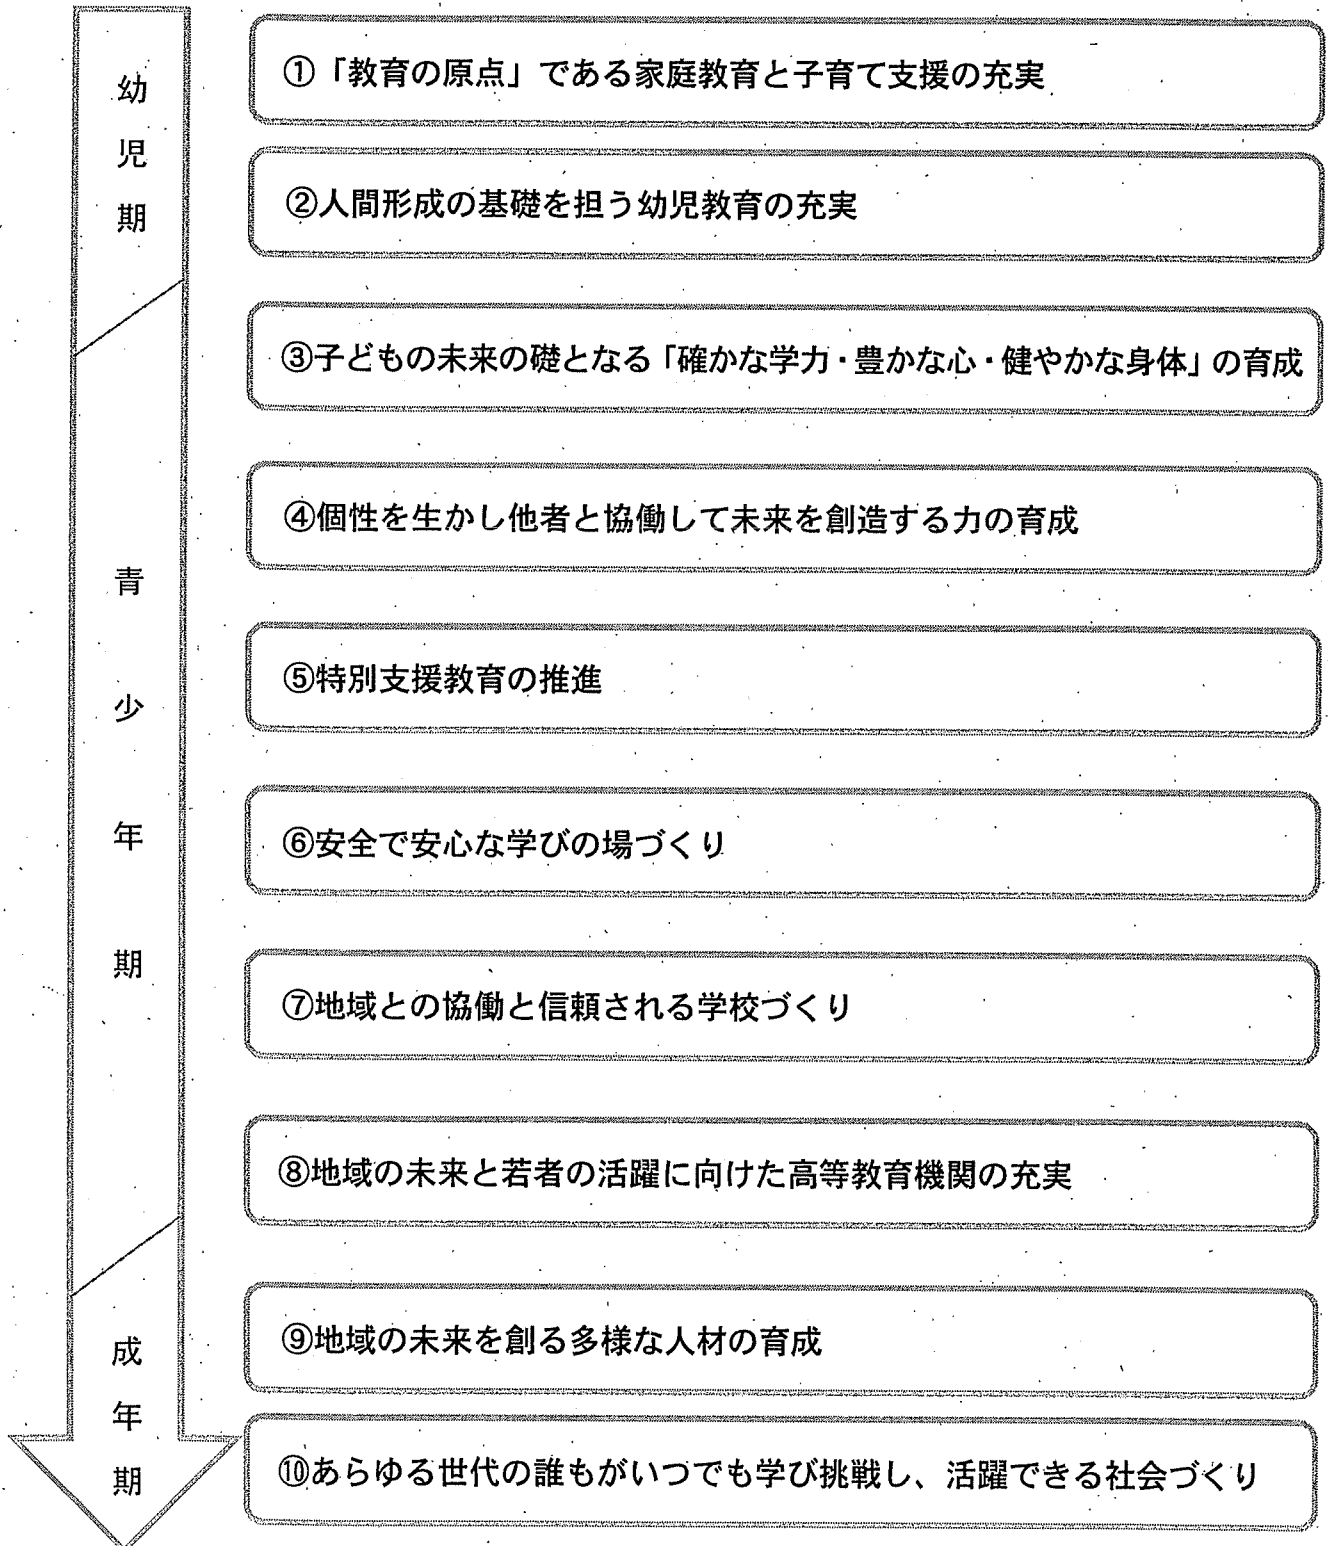 幼児期
①「教育の原点」である家庭教育と子育て支援の充実
②人間形成の基礎を担う幼児教育の充実
青少年期
③子どもの未来の礎となる「確かな学力・豊かな心・健やかな身体」の育成
④個性を生かし他者と協働して未来を創造する力の育成
⑤特別支援教育の推進
⑥安全で安心な学びの場づくり
⑦地域との協働と信頼される学校づくり
⑧地域の未来と若者の活躍に向けた高等教育機関の充実
成年期
⑨地域の未来を創る多様な人材の育成
⑩あらゆる世代の誰もがいつでも学び挑戦し、活躍できる社会づくり